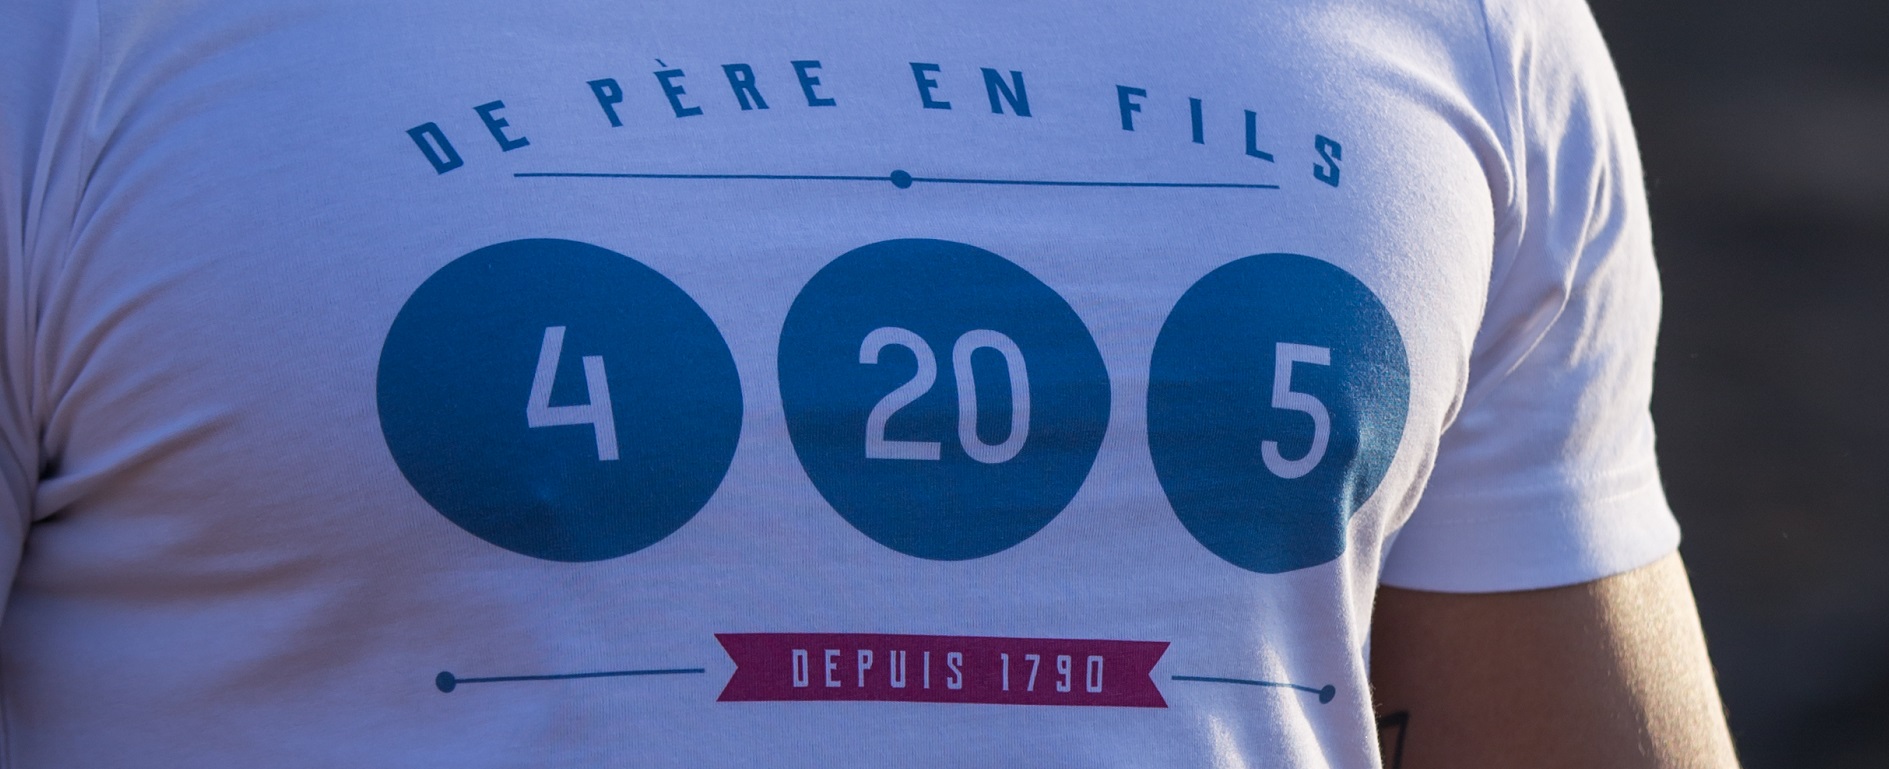 DE PÈRE EN FILS
4 20 5
DEPUIS 1790